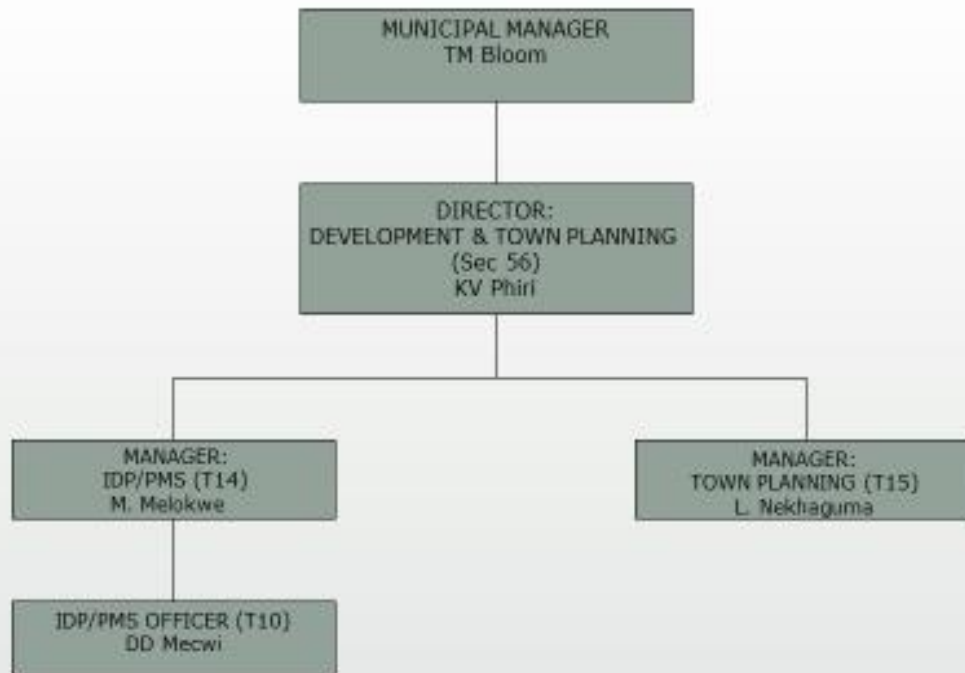 MUNICIPAL MANAGER
TM Bloom
DIRECTOR:
DEVELOPMENT & TOWN PLANNING
(Sec 56)
KV Phiri
MANAGER:
IDP/PMS (T14)
M. Melokwe
MANAGER:
TOWN PLANNING (T15)
L. Nekhaguma
IDP/PMS OFFICER (T10)
DD Mecwi